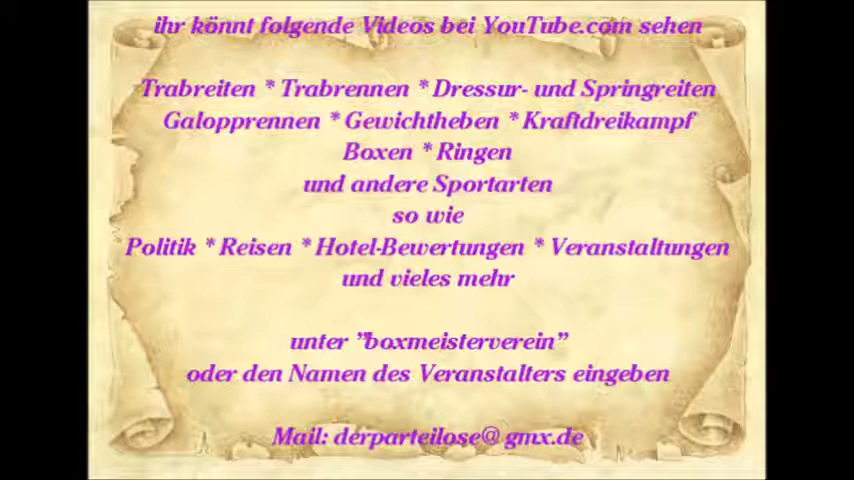 ihr könnt folgende Videos bei YouTube.com sehen
Trabreiten * Trabrennen * Dressur- und Springreiten
Galopprennen * Gewichtheben * Kraftdreikampf
Boxen * Ringen
und andere Sportarten
so wie
Politik * Reisen * Hotel-Bewertungen * Veranstaltungen
und vieles mehr
unter "boxmeisterverein"
oder den Namen des Veranstalters eingeben
Mail: derparteilose@gmx.de